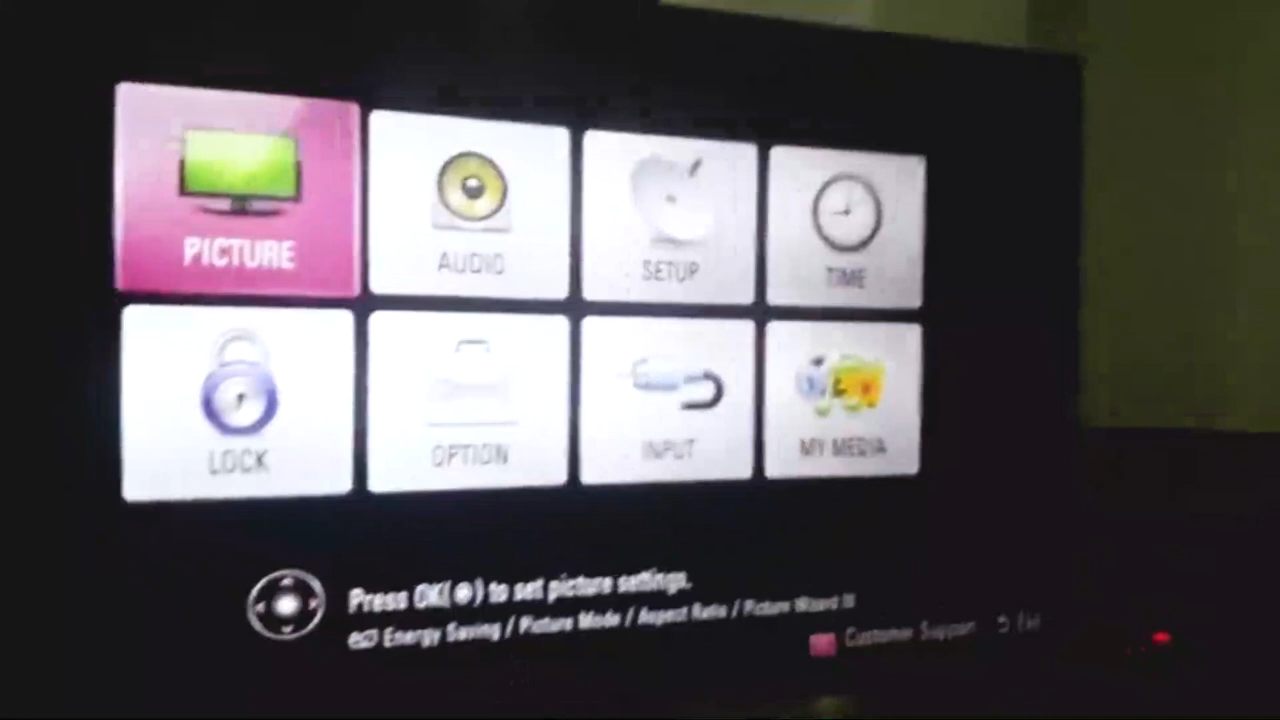 PICTURE
AUDIO
SETUP
TIME
LOCK
OPTION
INPUT
MY MEDIA
Press OK(◉) to set picture settings.
Energy Saving / Picture Mode / Aspect Ratio / Picture Wizard II
Customer Support